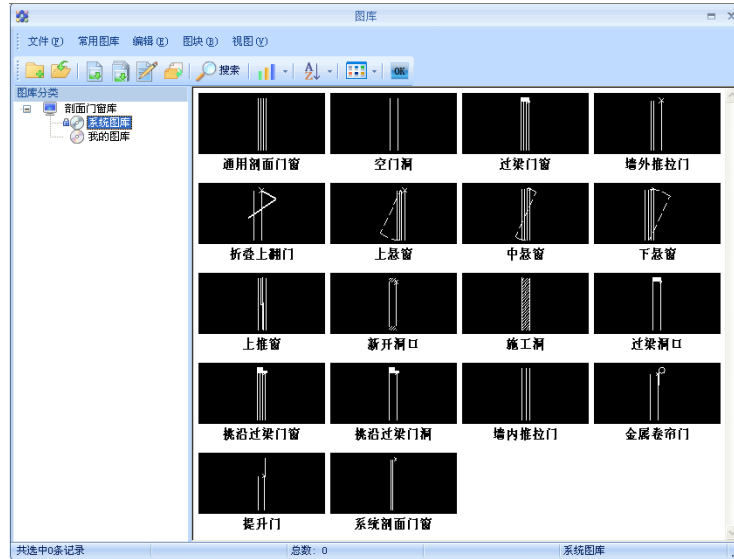 图库
文件(F) 常用图库 编辑(E) 图块(B) 视图(V)
搜索 OK
图库分类
剖面门窗库
系统图库
我的图库
通用剖面门窗 空门洞 过梁门窗 墙外推拉门
折叠上翻门 上悬窗 中悬窗 下悬窗
上推窗 新开洞口 施工洞 过梁洞口
挑沿过梁门窗 挑沿过梁门洞 墙内推拉门 金属卷帘门
提升门 系统剖面门窗
共选中0条记录 总数: 0 系统图库